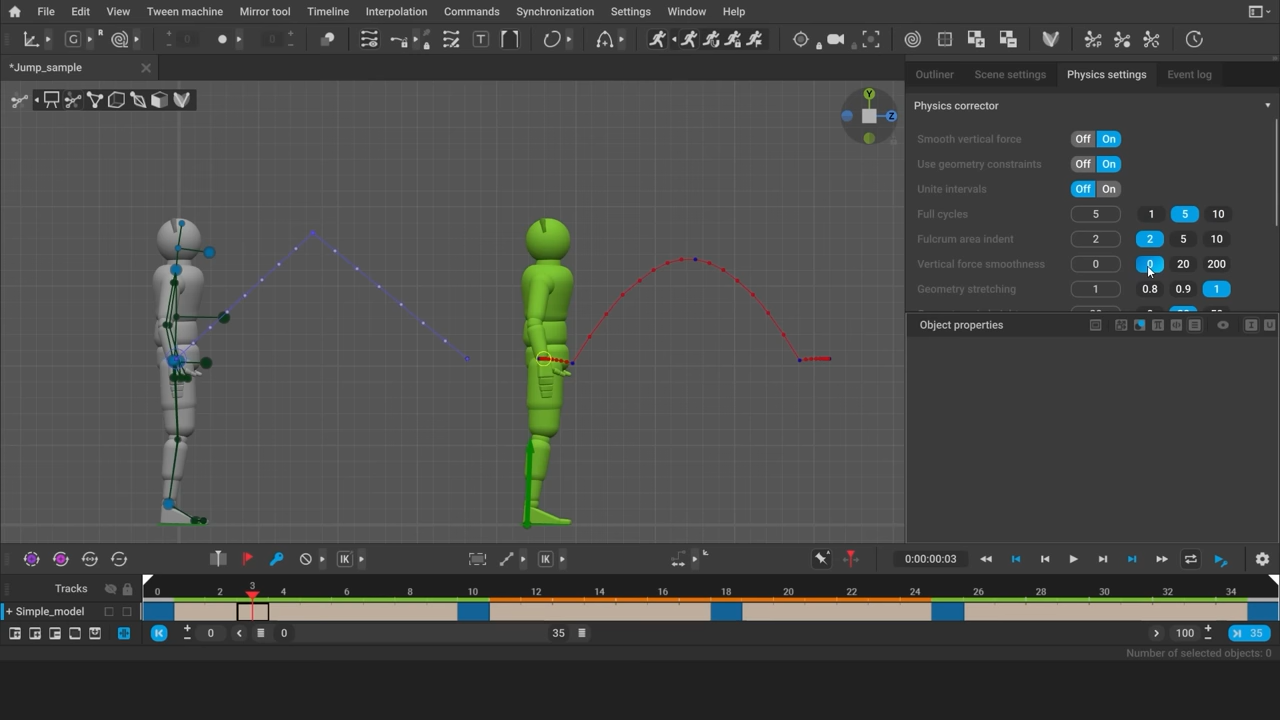 File Edit View Tween machine Mirror tool Timeline Interpolation Commands Synchronization Settings Window Help
G R 0 0 T
*Jump_sample
Outliner Scene settings Physics settings Event log
Y
Z
Physics corrector
Smooth vertical force Off On
Use geometry constraints Off On
Unite intervals Off On
Full cycles 5 1 5 10
Fulcrum area indent 2 2 5 10
Vertical force smoothness 0 0 20 200
Geometry stretching 1 0.8 0.9 1
Object properties
IK IK 0:00:00:03
Tracks 0 2 3 4 6 8 10 12 14 16 18 20 22 24 26 28 30 32 34
+ Simple_model
0 0 35 100 35
Number of selected objects: 0